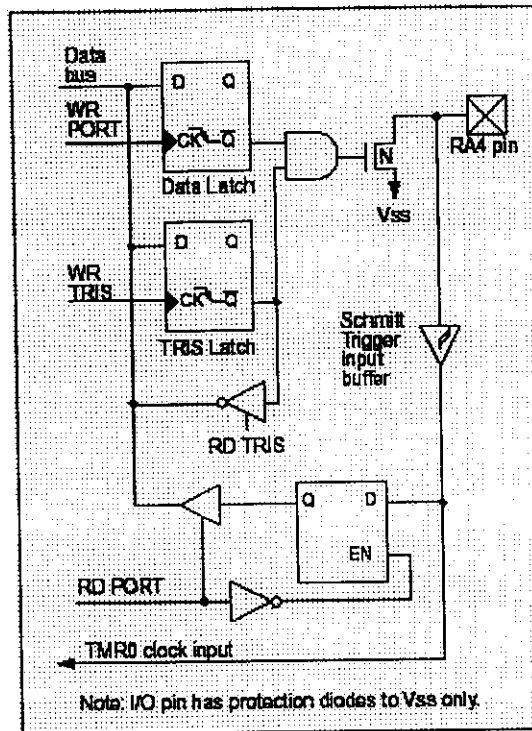 Data
bus
D Q
WR
PORT
CK Q
N
RA4 pin
Data Latch
Vss
D Q
WR
TRIS
CK Q
Schmitt
Trigger
input
buffer
TRIS Latch
RD TRIS
Q D
EN
RD PORT
TMR0 clock input
Note: I/O pin has protection diodes to Vss only.